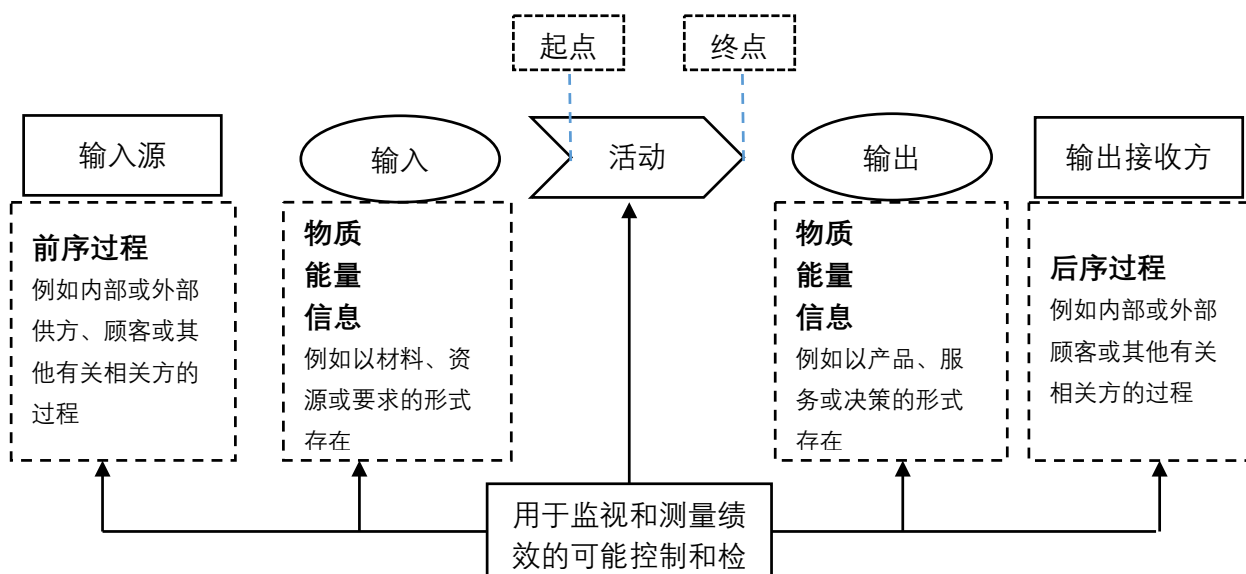 起点
终点
输入源
输入
活动
输出
输出接收方
前序过程
例如内部或外部
供方、顾客或其
他有关相关方的
过程
物质
能量
信息
例如以材料、资
源或要求的形式
存在
物质
能量
信息
例如以产品、服
务或决策的形式
存在
后序过程
例如内部或外部
顾客或其他有关
相关方的过程
用于监视和测量绩
效的可能控制和检